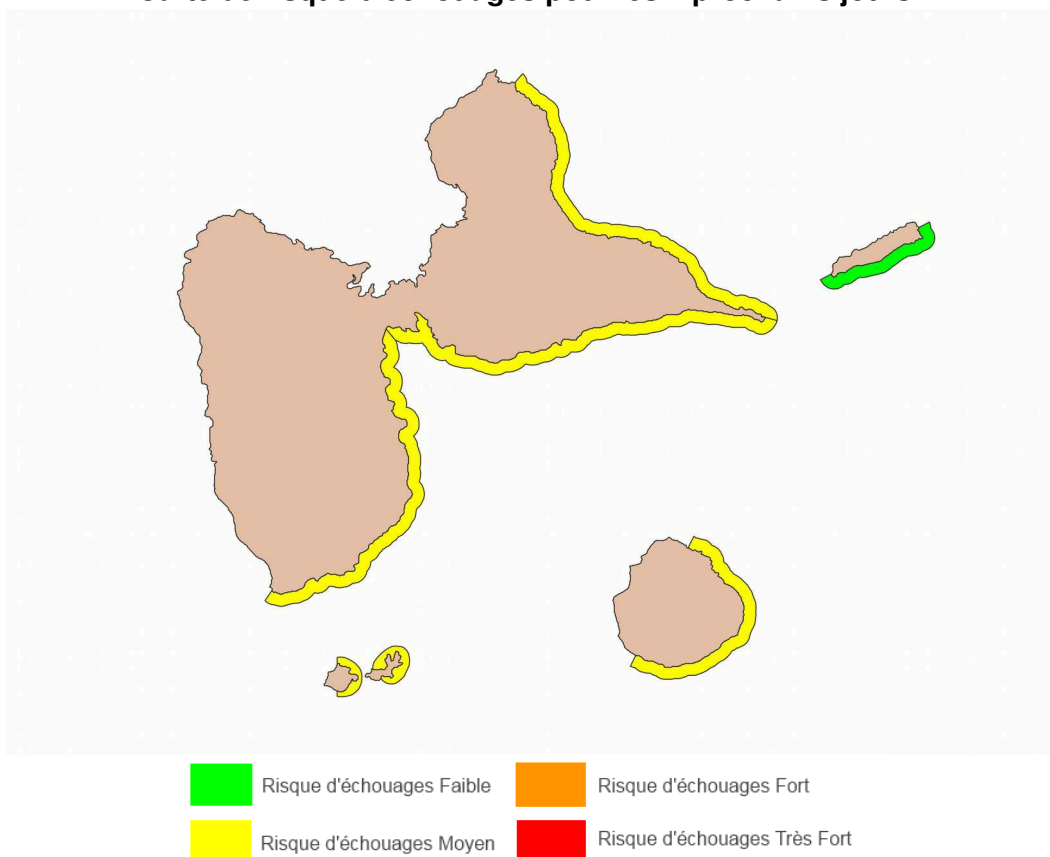 Risque d'échouages Faible
Risque d'échouages Fort
Risque d'échouages Moyen
Risque d'échouages Très Fort